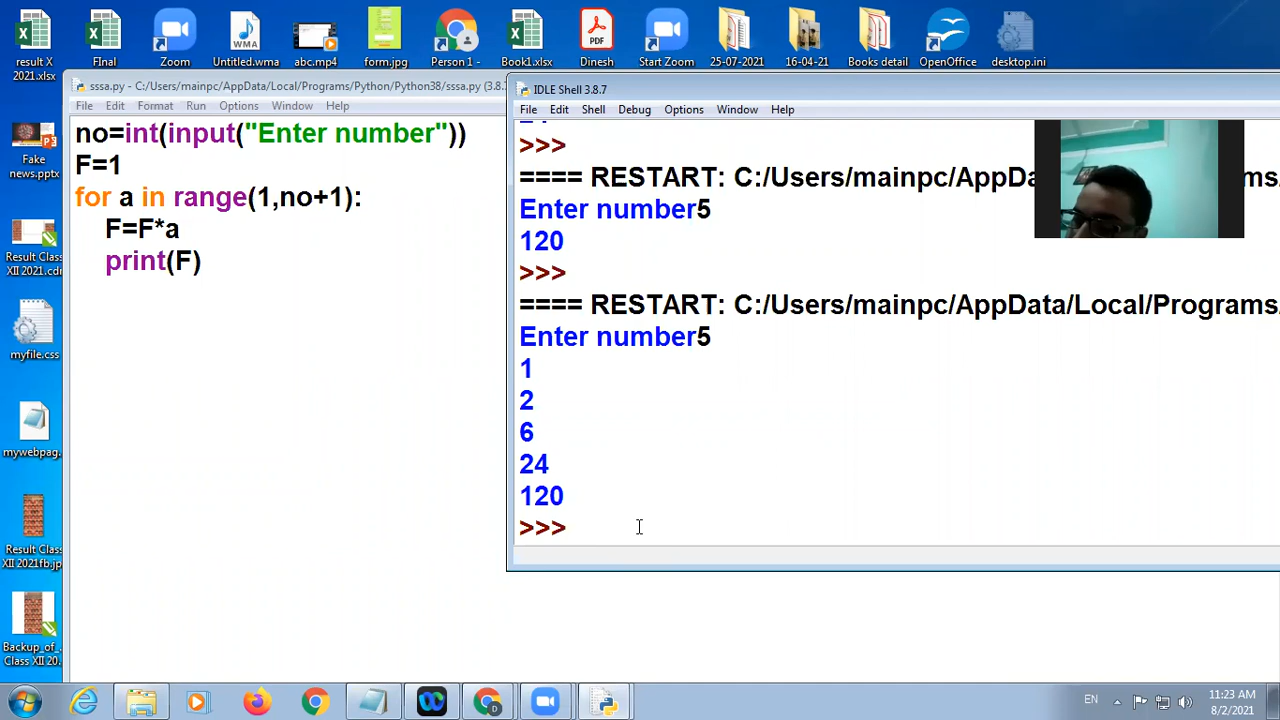 result X
2021.xlsx
FInal
Zoom
Untitled.wma
abc.mp4
form.jpg
Person 1 -
Book1.xlsx
Dinesh
Start Zoom
25-07-2021
16-04-21
Books detail
OpenOffice
desktop.ini
Fake
news.pptx
Result Class
XII 2021.cdr
myfile.css
mywebpag...
Result Class
XII 2021fb.jp
Backup_of_
Class XII 20...
sssa.py - C:/Users/mainpc/AppData/Local/Programs/Python/Python38/sssa.py (3.8.
File Edit Format Run Options Window Help
no=int(input("Enter number"))
F=1
for a in range(1,no+1):
F=F*a
print(F)
IDLE Shell 3.8.7
File Edit Shell Debug Options Window Help
>>>
==== RESTART: C:/Users/mainpc/AppDa ms/
Enter number5
120
>>>
==== RESTART: C:/Users/mainpc/AppData/Local/Programs/
Enter number5
1
2
6
24
120
>>>
EN
11:23 AM
8/2/2021